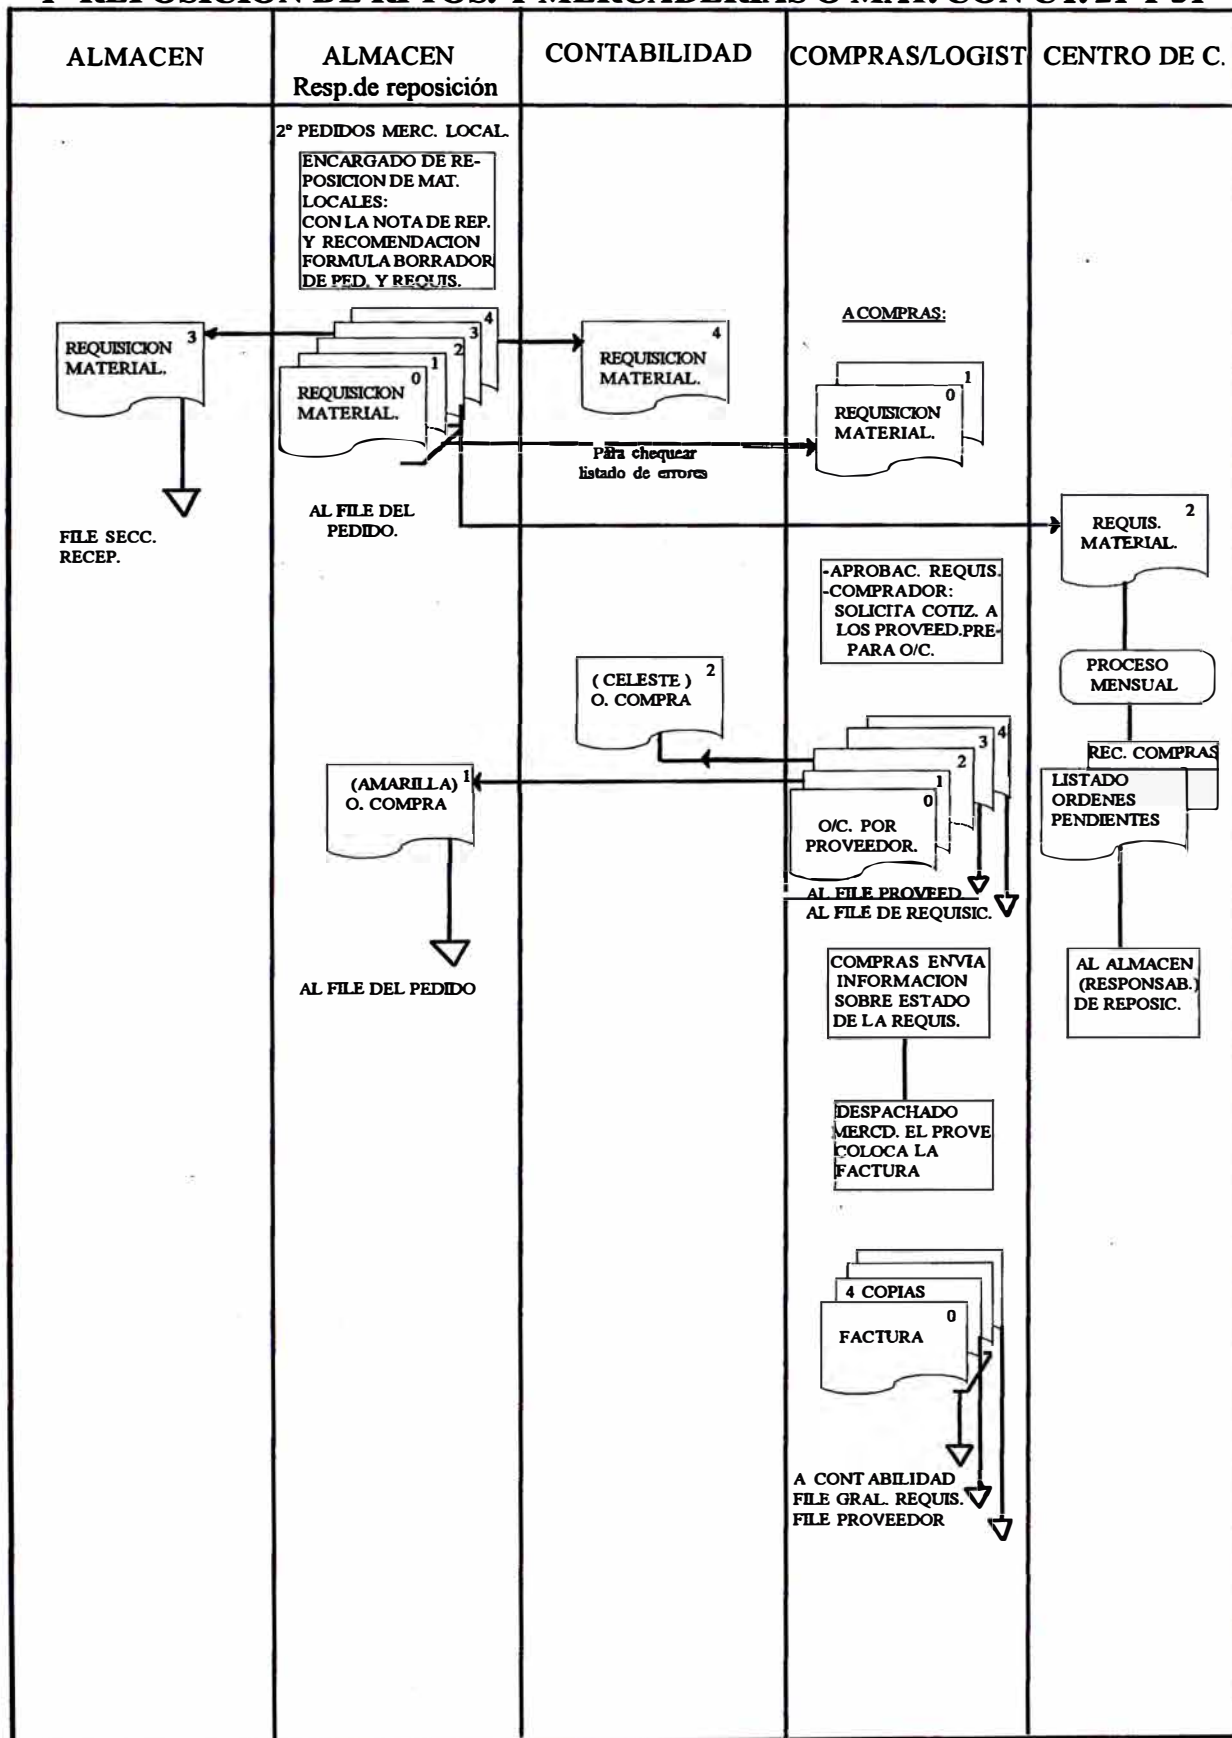 ALMACEN
ALMACEN
Resp.de reposición
CONTABILIDAD
COMPRAS/LOGIST
CENTRO DE C.
2º PEDIDOS MERC. LOCAL.
ENCARGADO DE RE-
POSICION DE MAT.
LOCALES:
CON LA NOTA DE REP.
Y RECOMENDACION
FORMULA BORRADOR
DE PED. Y REQUIS.
3
REQUISICION
MATERIAL.
FILE SECC.
RECEP.
4
3
2
1
0
REQUISICION
MATERIAL.
AL FILE DEL
PEDIDO.
4
REQUISICION
MATERIAL.
Para chequear
listado de errores
A COMPRAS:
1
0
REQUISICION
MATERIAL.
2
REQUIS.
MATERIAL.
-APROBAC. REQUIS.
-COMPRADOR:
SOLICITA COTIZ. A
LOS PROVEED.PRE-
PARA O/C.
PROCESO
MENSUAL
(CELESTE) 2
O. COMPRA
REC. COMPRAS
LISTADO
ORDENES
PENDIENTES
(AMARILLA) 1
O. COMPRA
AL FILE DEL PEDIDO
4
3
2
1
0
O/C. POR
PROVEEDOR.
AL FILE PROVEED.
AL FILE DE REQUISIC.
COMPRAS ENVIA
INFORMACION
SOBRE ESTADO
DE LA REQUIS.
AL ALMACEN
(RESPONSAB.)
DE REPOSIC.
DESPACHADO
MERCD. EL PROVE
COLOCA LA
FACTURA
4 COPIAS
0
FACTURA
A CONTABILIDAD
FILE GRAL. REQUIS.
FILE PROVEEDOR